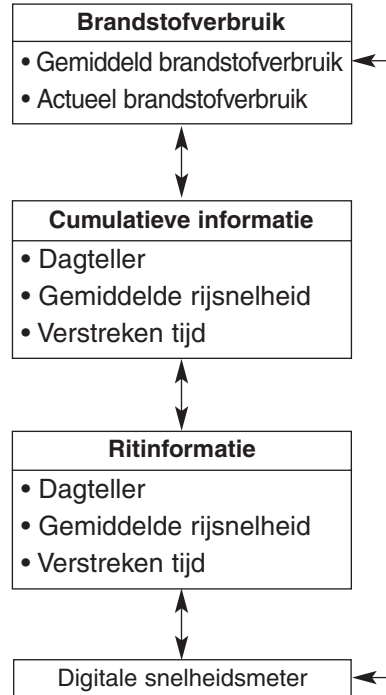 Brandstofverbruik
• Gemiddeld brandstofverbruik
• Actueel brandstofverbruik
Cumulatieve informatie
• Dagteller
• Gemiddelde rijsnelheid
• Verstreken tijd
Ritinformatie
• Dagteller
• Gemiddelde rijsnelheid
• Verstreken tijd
Digitale snelheidsmeter